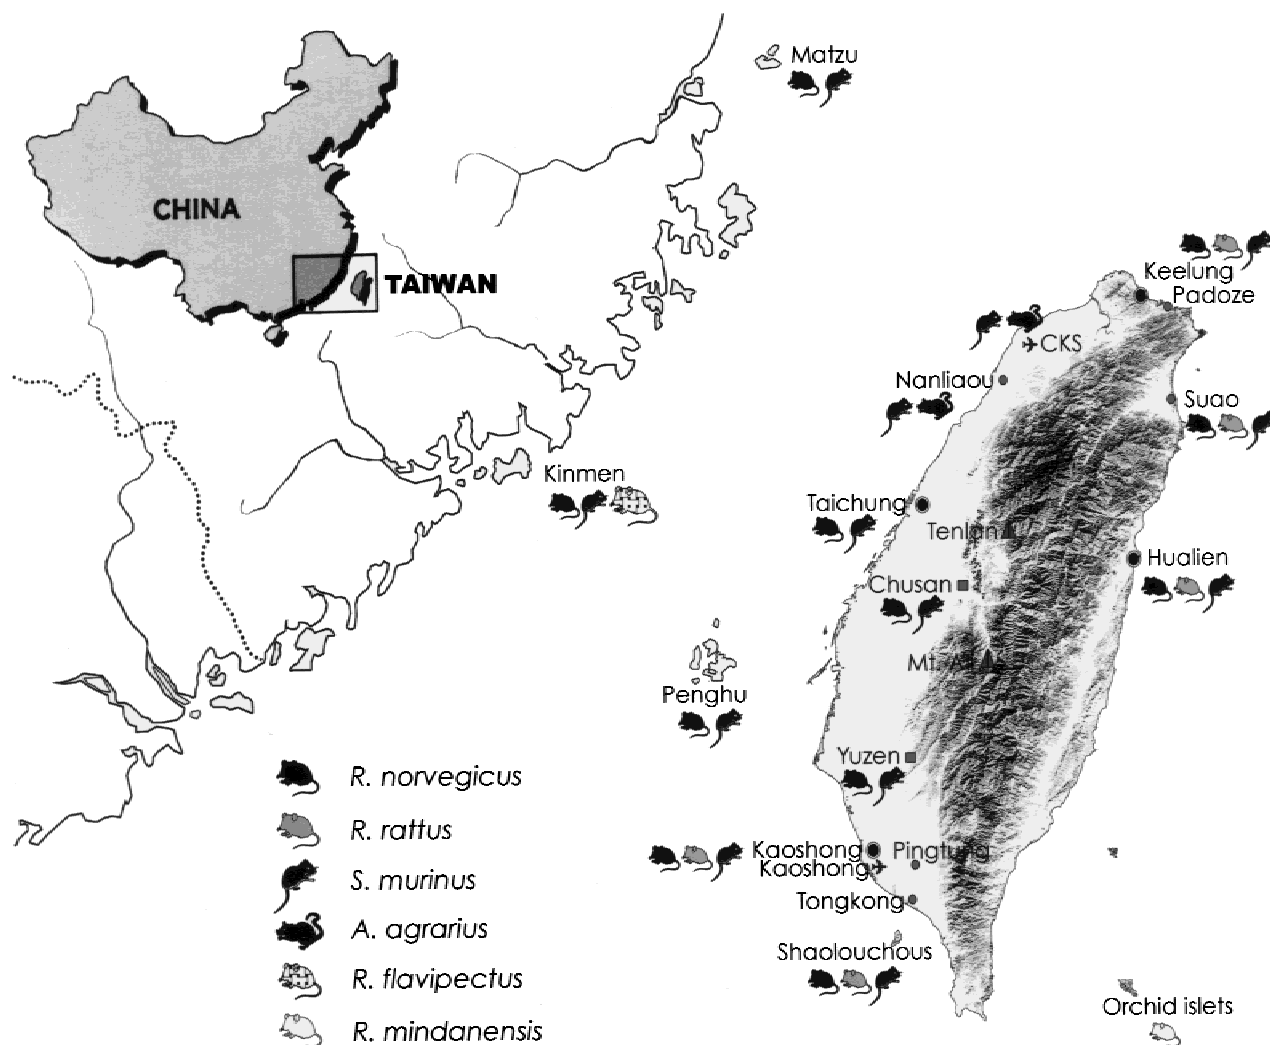 Matzu
CHINA
TAIWAN
Keelung
Padoze
CKS
Nanliaou
Suao
Kinmen
Taichung
Tenlan
Hualien
Chusan
Mt.
Penghu
Yuzen
R. norvegicus
R. rattus
Kaoshong
Pingtung
Kaoshong
S. murinus
Tongkong
A. agrarius
Shaolouchous
R. flavipectus
Orchid islets
R. mindanensis